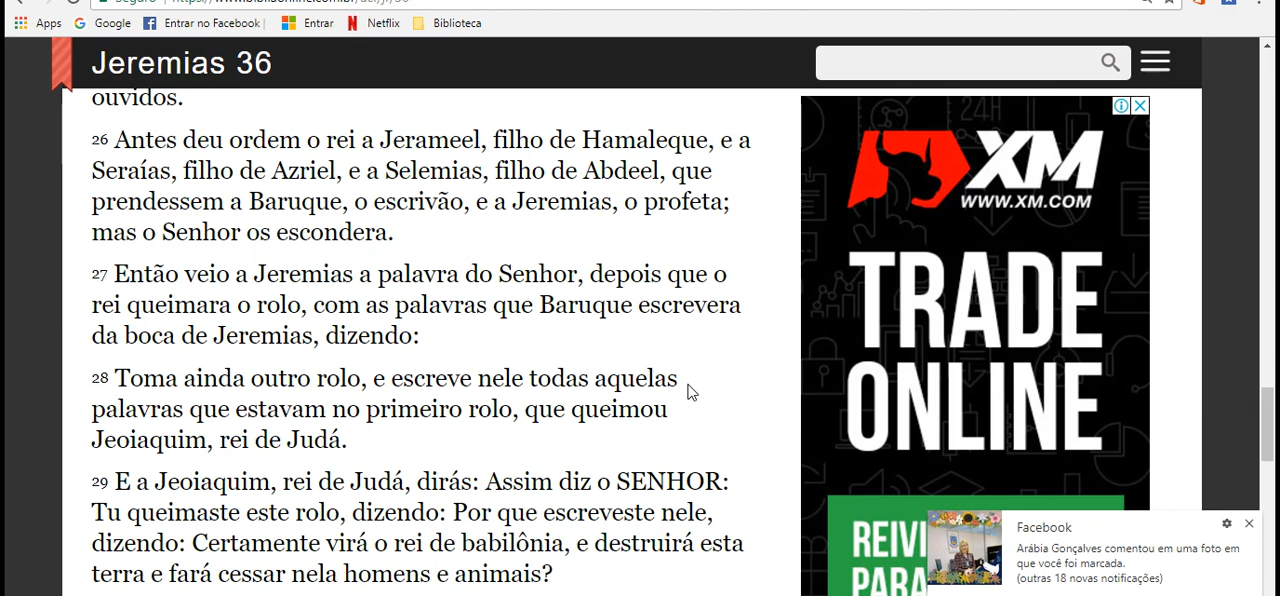 Apps Google Entrar no Facebook Entrar Netflix Biblioteca
Jeremias 36
ouvidos.
26 Antes deu ordem o rei a Jerameel, filho de Hamaleque, e a
Seraías, filho de Azriel, e a Selemias, filho de Abdeel, que
prendessem a Baruque, o escrivão, e a Jeremias, o profeta;
mas o Senhor os escondera.
27 Então veio a Jeremias a palavra do Senhor, depois que o
rei queimara o rolo, com as palavras que Baruque escrevera
da boca de Jeremias, dizendo:
28 Toma ainda outro rolo, e escreve nele todas aquelas
palavras que estavam no primeiro rolo, que queimou
Jeoiaquim, rei de Judá.
29 E a Jeoiaquim, rei de Judá, dirás: Assim diz o SENHOR:
Tu queimaste este rolo, dizendo: Por que escreveste nele,
dizendo: Certamente virá o rei de babilônia, e destruirá esta
terra e fará cessar nela homens e animais?
XM
WWW.XM.COM
TRADE
ONLINE
REIVI
PARA
Facebook
Arábia Gonçalves comentou em uma foto em
que você foi marcada.
(outras 18 novas notificações)